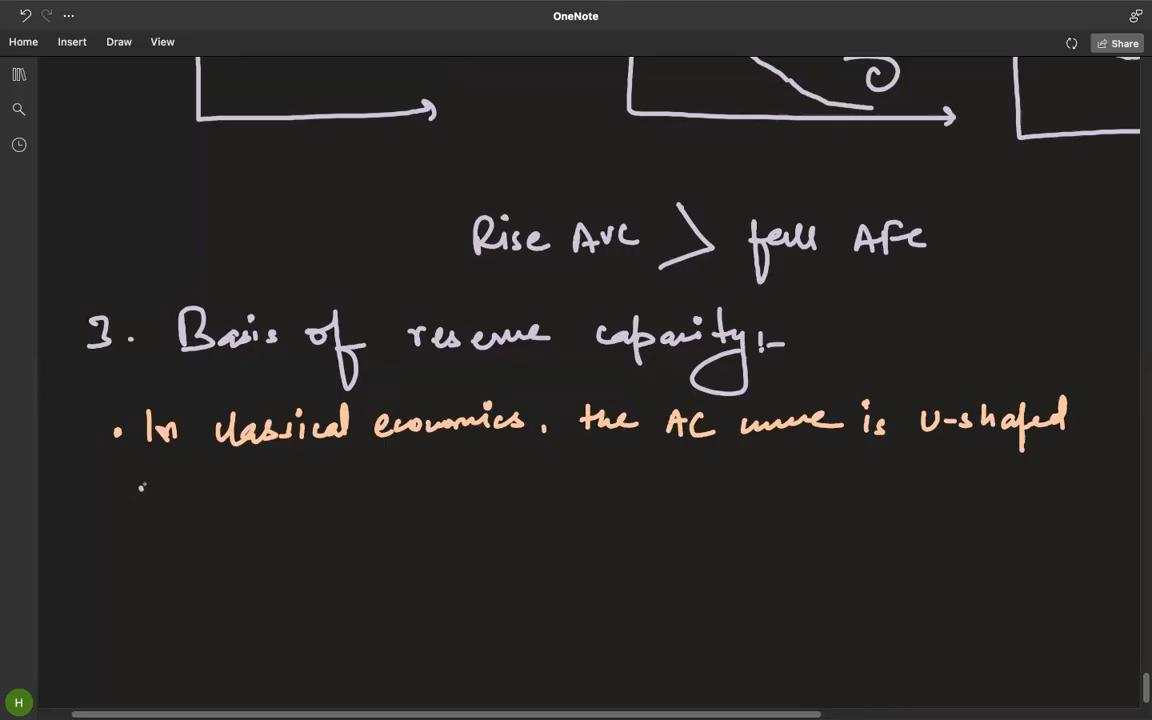 OneNote
Home Insert Draw View
Share
Rise AVC > fall AFC
3. Basis of reserve capacity:-
• In classical economics, the AC curve is U-shaped
H